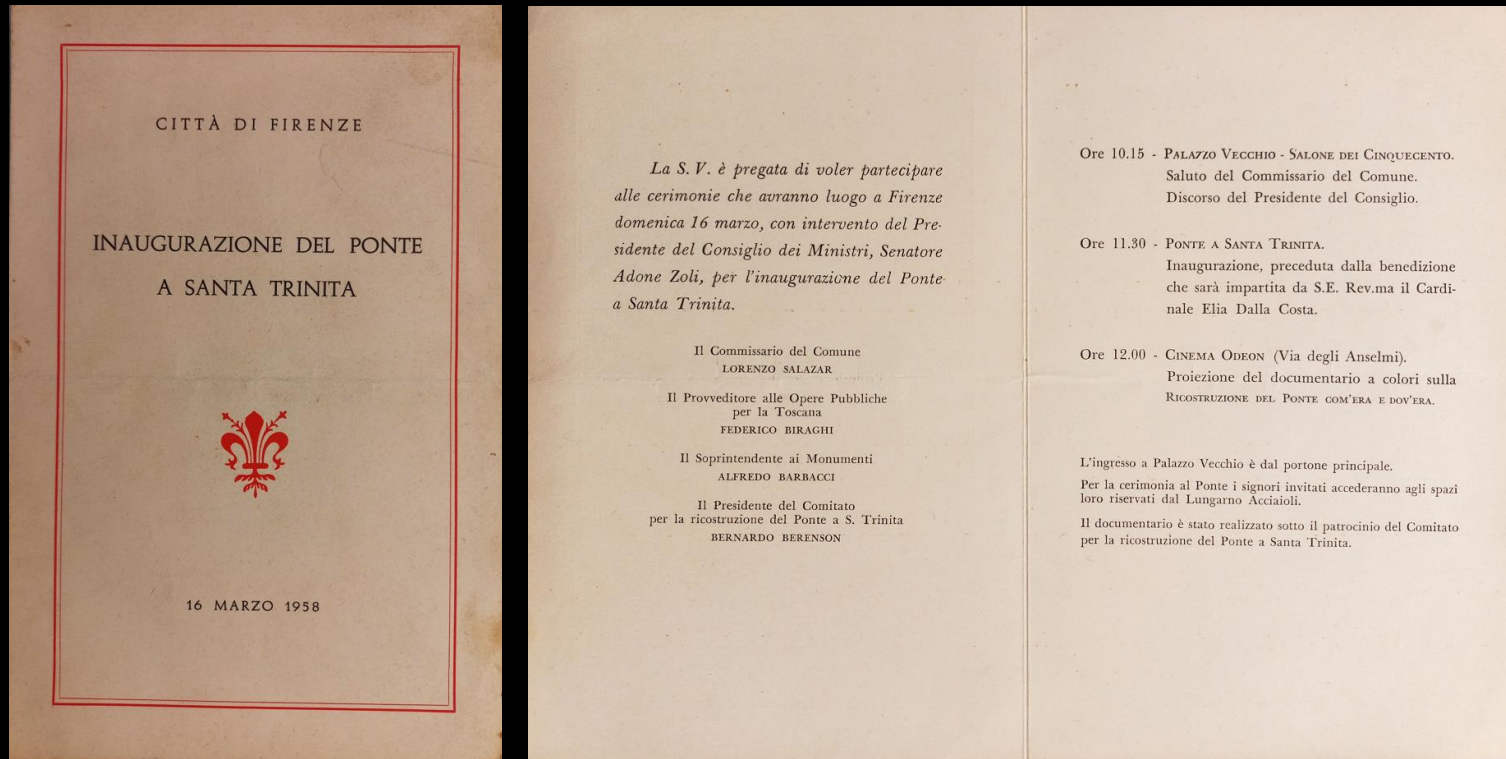 CITTÀ DI FIRENZE
INAUGURAZIONE DEL PONTE
A SANTA TRINITA
16 MARZO 1958
La S. V. è pregata di voler partecipare
alle cerimonie che avranno luogo a Firenze
domenica 16 marzo, con intervento del Pre-
sidente del Consiglio dei Ministri, Senatore
Adone Zoli, per l'inaugurazione del Ponte
a Santa Trinita.
Il Commissario del Comune
LORENZO SALAZAR
Il Provveditore alle Opere Pubbliche
per la Toscana
FEDERICO BIRAGHI
Il Soprintendente ai Monumenti
ALFREDO BARBACCI
Il Presidente del Comitato
per la ricostruzione del Ponte a S. Trinita
BERNARDO BERENSON
Ore 10.15 - PALAZZO VECCHIO - SALONE DEI CINQUECENTO.
Saluto del Commissario del Comune.
Discorso del Presidente del Consiglio.
Ore 11.30 - PONTE A SANTA TRINITA.
Inaugurazione, preceduta dalla benedizione
che sarà impartita da S.E. Rev.ma il Cardi-
nale Elia Dalla Costa.
Ore 12.00 - CINEMA ODEON (Via degli Anselmi).
Proiezione del documentario a colori sulla
RICOSTRUZIONE DEL PONTE COM'ERA E DOV'ERA.
L'ingresso a Palazzo Vecchio è dal portone principale.
Per la cerimonia al Ponte i signori invitati accederanno agli spazi
loro riservati dal Lungarno Acciaioli.
Il documentario è stato realizzato sotto il patrocinio del Comitato
per la ricostruzione del Ponte a Santa Trinita.